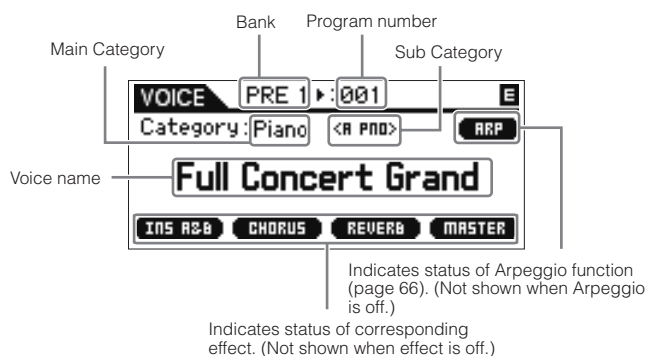 Bank
Program number
Main Category
Sub Category
VOICE PRE 1 ▸:001 E
Category:Piano <A PNO> ARP
Voice name
Full Concert Grand
INS A&B CHORUS REVERB MASTER
Indicates status of Arpeggio function
(page 66). (Not shown when Arpeggio
is off.)
Indicates status of corresponding
effect. (Not shown when effect is off.)